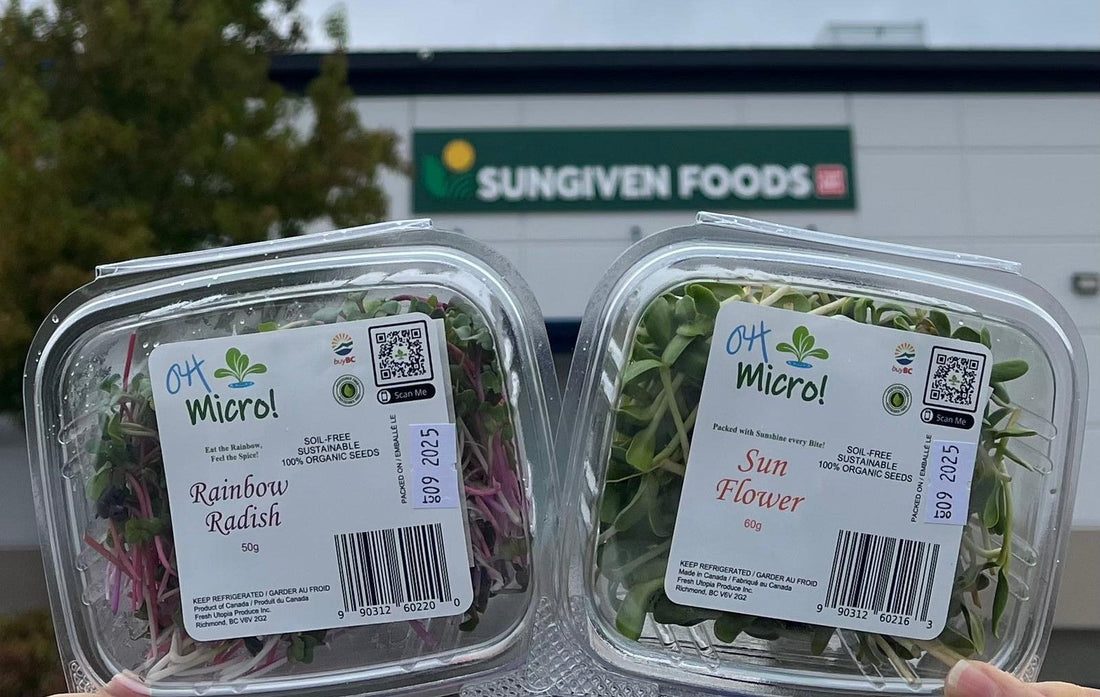 SUNGIVEN FOODS
OH
Micro!
buyBC
Scan Me
Eat the Rainbow,
Feel the Spice!
SOIL-FREE
SUSTAINABLE
100% ORGANIC SEEDS
Rainbow
Radish
50g
PACKED ON / EMBALLÉ LE
09 2025
KEEP REFRIGERATED / GARDER AU FROID
Product of Canada / Produit du Canada
Fresh Utopia Produce Inc.
Richmond, BC V6V 2G2
9 90312 60220 0
OH
Micro!
buyBC
Scan Me
Packed with Sunshine every Bite!
SOIL-FREE
SUSTAINABLE
100% ORGANIC SEEDS
Sun
Flower
60g
PACKED ON / EMBALLÉ LE
09 2025
KEEP REFRIGERATED / GARDER AU FROID
Made in Canada / Fabriqué au Canada
Fresh Utopia Produce Inc.
Richmond, BC V6V 2G2
9 90312 60216 3